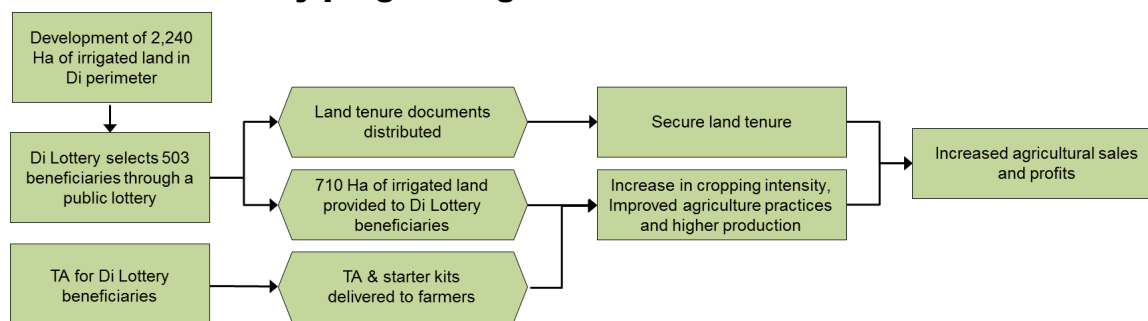 Development of 2,240
Ha of irrigated land in
Di perimeter
Di Lottery selects 503
beneficiaries through a
public lottery
TA for Di Lottery
beneficiaries
Land tenure documents
distributed
710 Ha of irrigated land
provided to Di Lottery
beneficiaries
TA & starter kits
delivered to farmers
Secure land tenure
Increase in cropping intensity,
Improved agriculture practices
and higher production
Increased agricultural sales
and profits